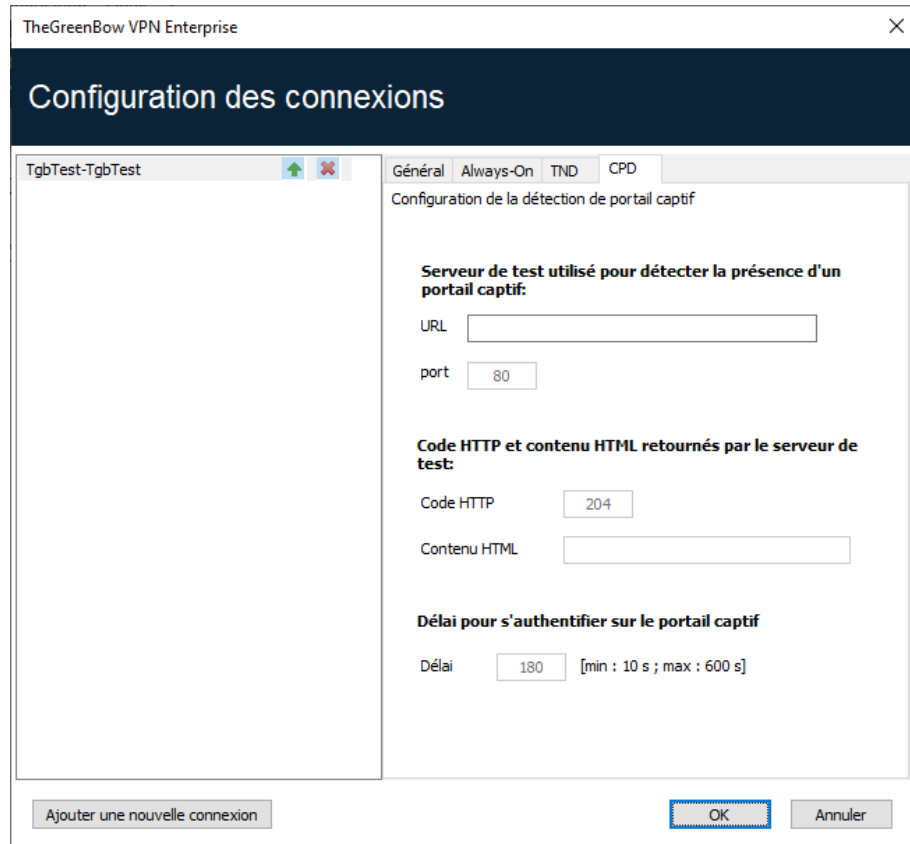 TheGreenBow VPN Enterprise
Configuration des connexions
TgbTest-TgbTest
Général Always-On TND CPD
Configuration de la détection de portail captif
Serveur de test utilisé pour détecter la présence d'un
portail captif:
URL
port 80
Code HTTP et contenu HTML retournés par le serveur de
test:
Code HTTP 204
Contenu HTML
Délai pour s'authentifier sur le portail captif
Délai 180 [min : 10 s ; max : 600 s]
Ajouter une nouvelle connexion OK Annuler